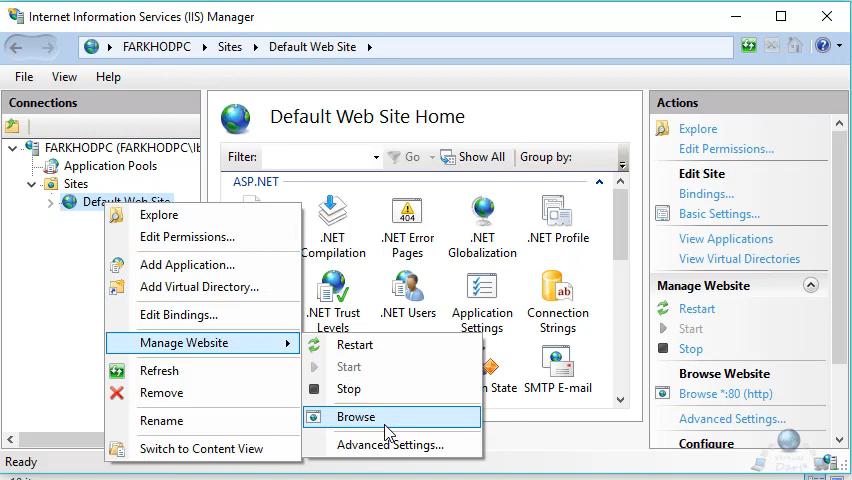 Internet Information Services (IIS) Manager
FARKHODPC
Sites
Default Web Site
File
View
Help
Connections
FARKHODPC (FARKHODPC\
Application Pools
Sites
Default Web Site
Explore
Edit Permissions...
Add Application...
Add Virtual Directory...
Edit Bindings...
Manage Website
Refresh
Remove
Rename
Switch to Content View
Restart
Start
Stop
Browse
Advanced Settings...
Default Web Site Home
Filter:
Go
Show All
Group by:
ASP.NET
.NET
Compilation
.NET Error
Pages
.NET
Globalization
.NET Profile
.NET Trust
Levels
.NET Users
Application
Settings
Connection
Strings
State
SMTP E-mail
Actions
Explore
Edit Permissions...
Edit Site
Bindings...
Basic Settings...
View Applications
View Virtual Directories
Manage Website
Restart
Start
Stop
Browse Website
Browse *:80 (http)
Advanced Settings...
Configure
Ready